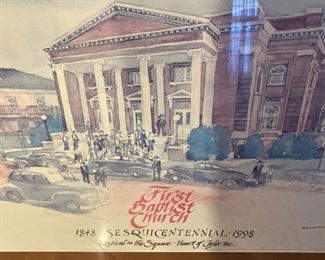 First
Baptist
Church
1848 · SESQUICENTENNIAL · 1998
Festival on the Square · Heart of Tyler Inc.